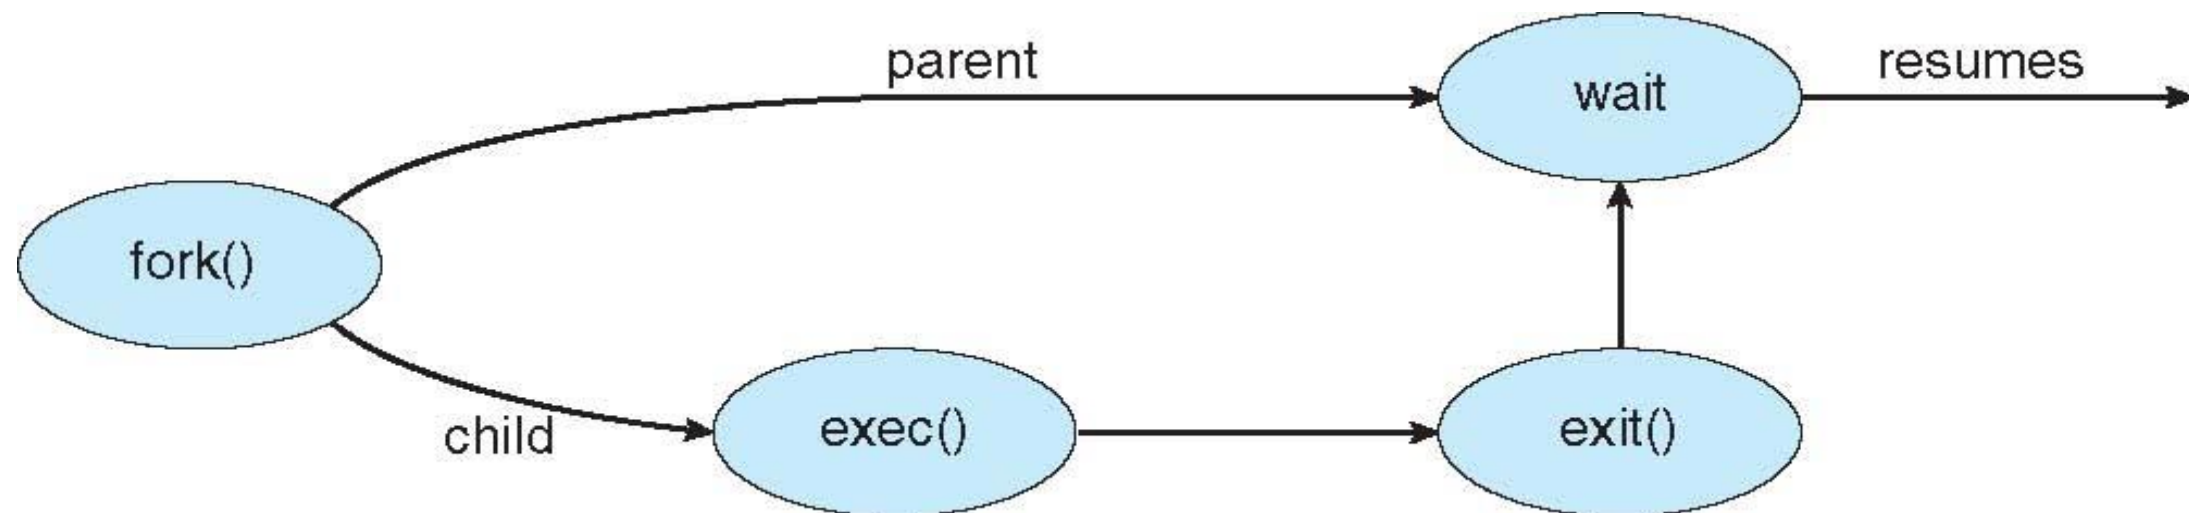 parent
resumes
wait
fork()
child
exec()
exit()